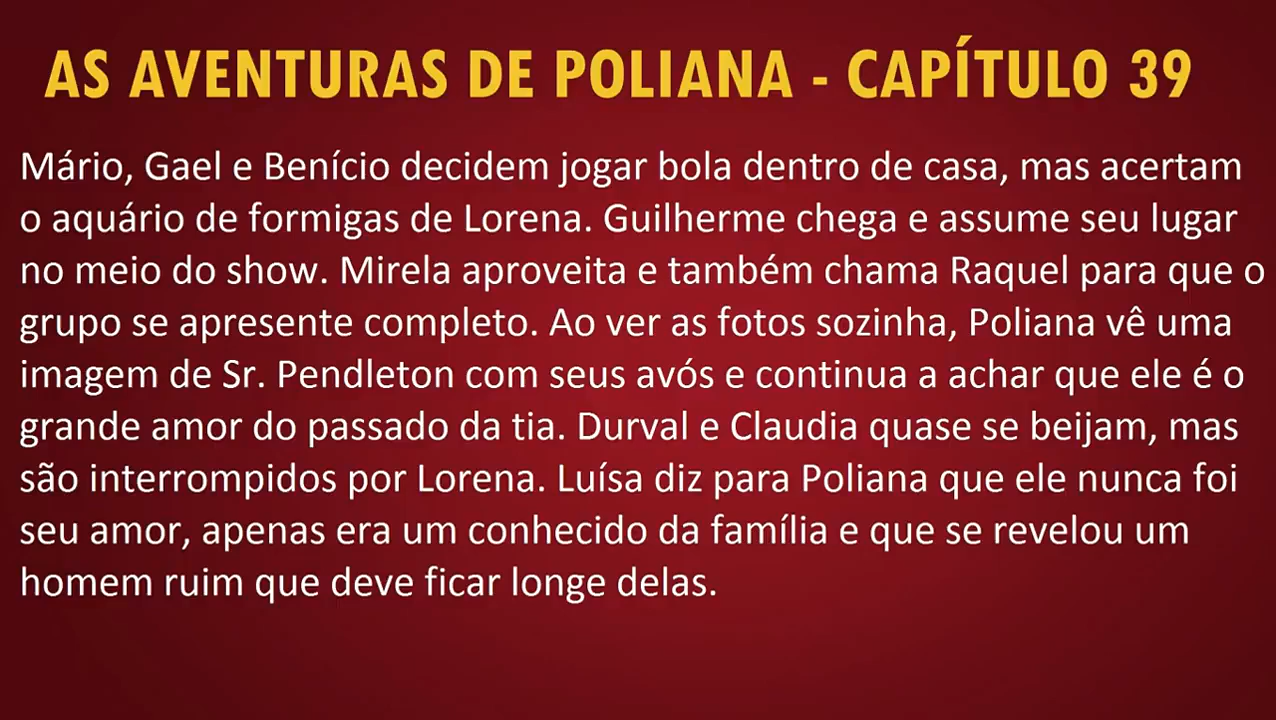 AS AVENTURAS DE POLIANA - CAPÍTULO 39
Mário, Gael e Benício decidem jogar bola dentro de casa, mas acertam
o aquário de formigas de Lorena. Guilherme chega e assume seu lugar
no meio do show. Mirela aproveita e também chama Raquel para que o
grupo se apresente completo. Ao ver as fotos sozinha, Poliana vê uma
imagem de Sr. Pendleton com seus avós e continua a achar que ele é o
grande amor do passado da tia. Durval e Claudia quase se beijam, mas
são interrompidos por Lorena. Luísa diz para Poliana que ele nunca foi
seu amor, apenas era um conhecido da família e que se revelou um
homem ruim que deve ficar longe delas.